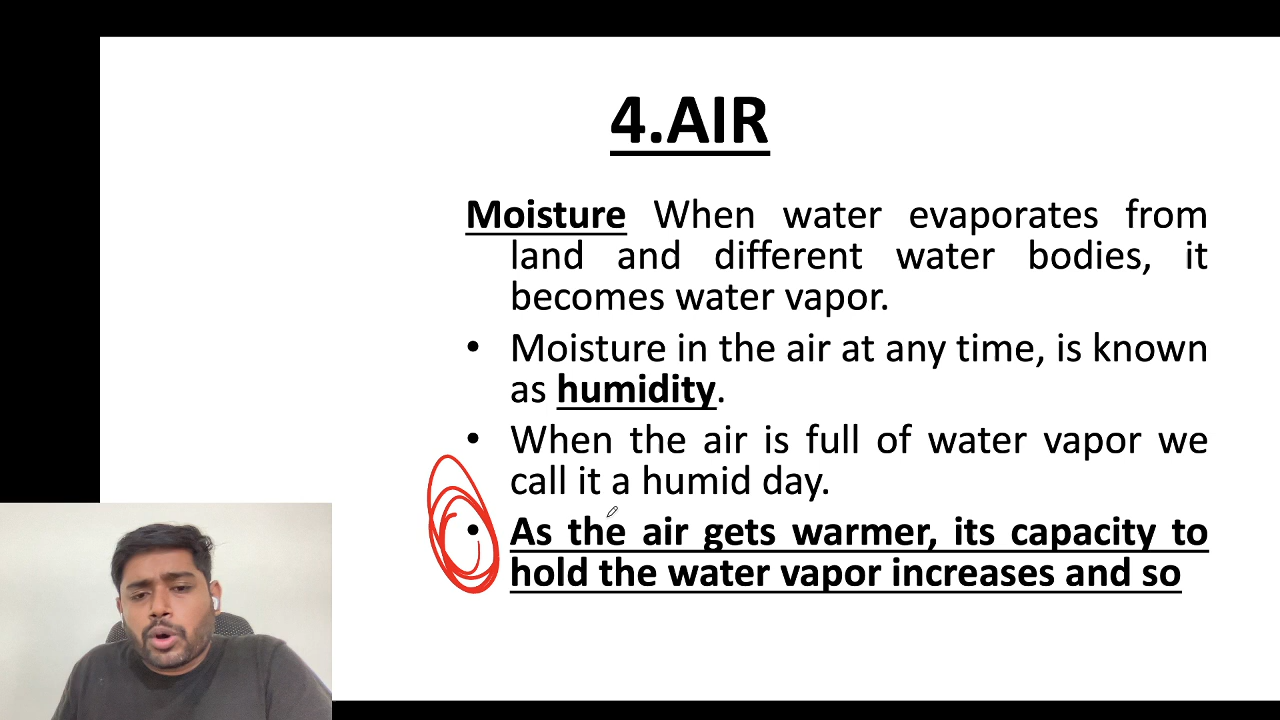 4.AIR
Moisture When water evaporates from
land and different water bodies, it
becomes water vapor.
• Moisture in the air at any time, is known
as humidity.
• When the air is full of water vapor we
call it a humid day.
• As the air gets warmer, its capacity to
hold the water vapor increases and so